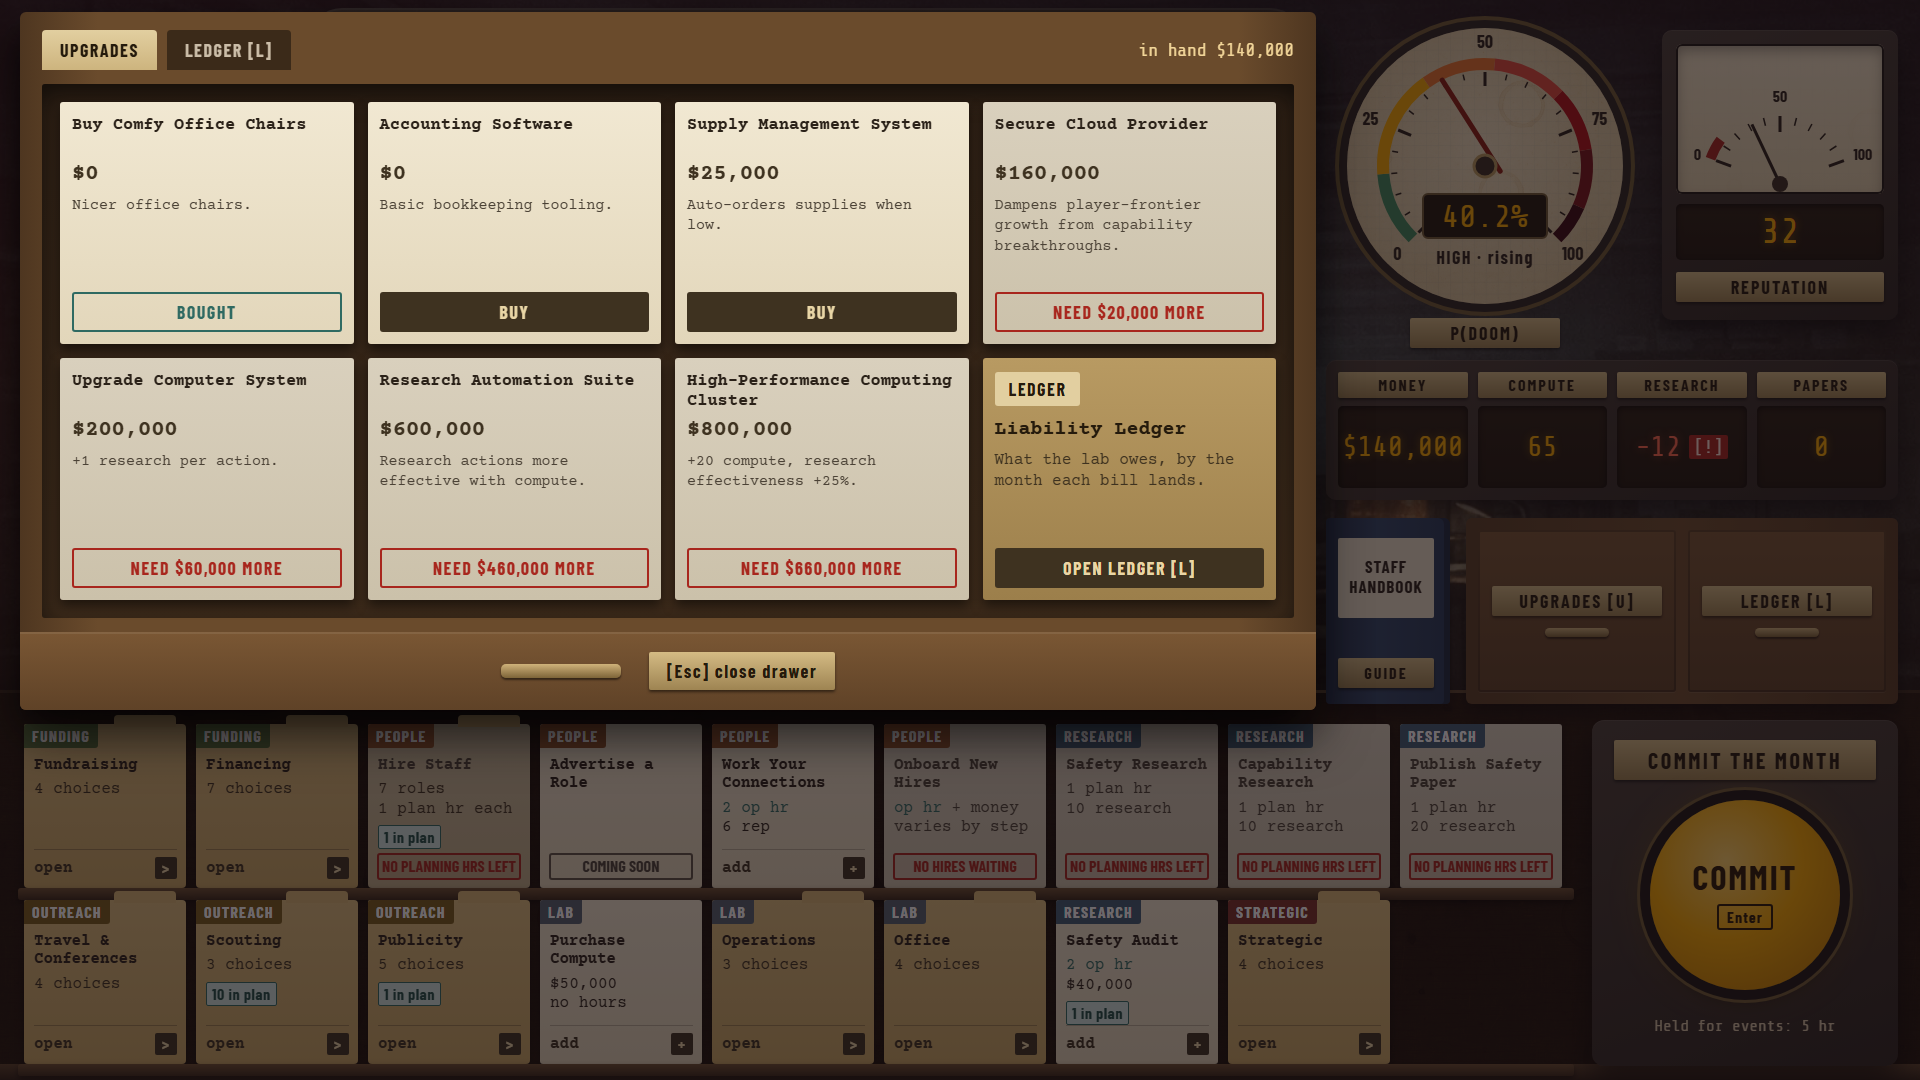 UPGRADES
LEDGER [L]
in hand $140,000
Buy Comfy Office Chairs
$0
Nicer office chairs.
BOUGHT
Accounting Software
$0
Basic bookkeeping tooling.
BUY
Supply Management System
$25,000
Auto-orders supplies when
low.
BUY
Secure Cloud Provider
$160,000
Dampens player-frontier
growth from capability
breakthroughs.
NEED $20,000 MORE
Upgrade Computer System
$200,000
+1 research per action.
NEED $60,000 MORE
Research Automation Suite
$600,000
Research actions more
effective with compute.
NEED $460,000 MORE
High-Performance Computing
Cluster
$800,000
+20 compute, research
effectiveness +25%.
NEED $660,000 MORE
LEDGER
Liability Ledger
What the lab owes, by the
month each bill lands.
OPEN LEDGER [L]
[Esc] close drawer
0
25
50
75
100
40.2%
HIGH · rising
P(DOOM)
0
50
100
32
REPUTATION
MONEY
$140,000
COMPUTE
65
RESEARCH
-12 [!]
PAPERS
0
STAFF
HANDBOOK
GUIDE
UPGRADES [U]
LEDGER [L]
FUNDING
Fundraising
4 choices
open >
FUNDING
Financing
7 choices
open >
PEOPLE
Hire Staff
7 roles
1 plan hr each
1 in plan
NO PLANNING HRS LEFT
PEOPLE
Advertise a
Role
COMING SOON
PEOPLE
Work Your
Connections
2 op hr
6 rep
add +
PEOPLE
Onboard New
Hires
op hr + money
varies by step
NO HIRES WAITING
RESEARCH
Safety Research
1 plan hr
10 research
NO PLANNING HRS LEFT
RESEARCH
Capability
Research
1 plan hr
10 research
NO PLANNING HRS LEFT
RESEARCH
Publish Safety
Paper
1 plan hr
20 research
NO PLANNING HRS LEFT
OUTREACH
Travel &
Conferences
4 choices
open >
OUTREACH
Scouting
3 choices
10 in plan
open >
OUTREACH
Publicity
5 choices
1 in plan
open >
LAB
Purchase
Compute
$50,000
no hours
add +
LAB
Operations
3 choices
open >
LAB
Office
4 choices
open >
RESEARCH
Safety Audit
2 op hr
$40,000
1 in plan
add +
STRATEGIC
Strategic
4 choices
open >
COMMIT THE MONTH
COMMIT
Enter
Held for events: 5 hr